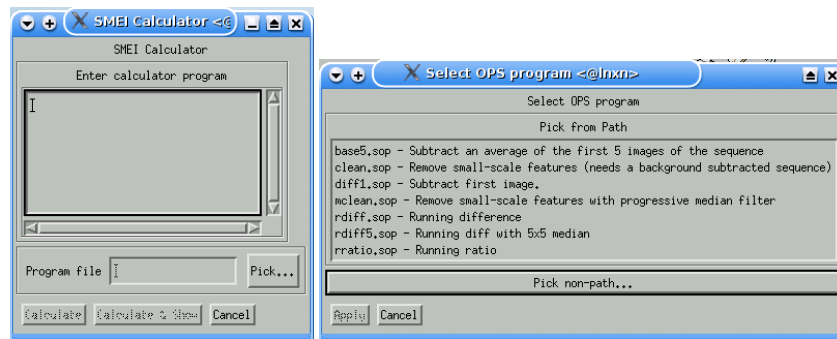 SMEI Calculator <@
SMEI Calculator
Enter calculator program
Program file
Pick...
Calculate Calculate & Show Cancel
Select OPS program <@lnxn>
Select OPS program
Pick from Path
base5.sop - Subtract an average of the first 5 images of the sequence
clean.sop - Remove small-scale features (needs a background subtracted sequence)
diff1.sop - Subtract first image.
mclean.sop - Remove small-scale features with progressive median filter
rdiff.sop - Running difference
rdiff5.sop - Running diff with 5x5 median
rratio.sop - Running ratio
Pick non-path...
Apply Cancel